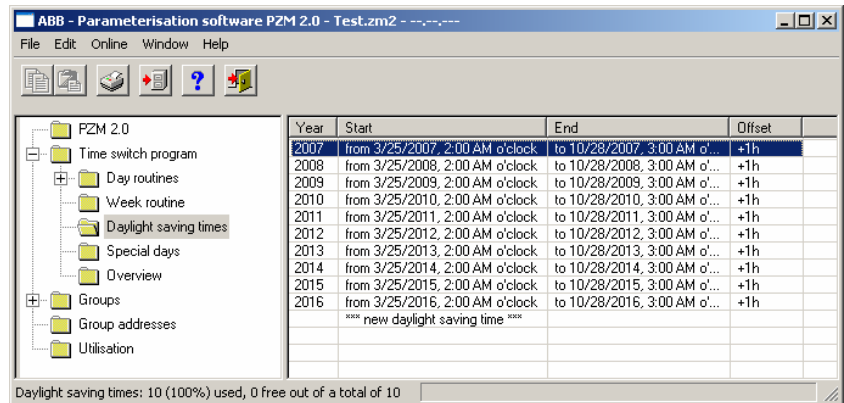 ABB - Parameterisation software PZM 2.0 - Test.zm2 - --,--,---
File Edit Online Window Help
PZM 2.0
Time switch program
Day routines
Week routine
Daylight saving times
Special days
Overview
Groups
Group addresses
Utilisation
Year Start End Offset
2007 from 3/25/2007, 2:00 AM o'clock to 10/28/2007, 3:00 AM o'... +1h
2008 from 3/25/2008, 2:00 AM o'clock to 10/28/2008, 3:00 AM o'... +1h
2009 from 3/25/2009, 2:00 AM o'clock to 10/28/2009, 3:00 AM o'... +1h
2010 from 3/25/2010, 2:00 AM o'clock to 10/28/2010, 3:00 AM o'... +1h
2011 from 3/25/2011, 2:00 AM o'clock to 10/28/2011, 3:00 AM o'... +1h
2012 from 3/25/2012, 2:00 AM o'clock to 10/28/2012, 3:00 AM o'... +1h
2013 from 3/25/2013, 2:00 AM o'clock to 10/28/2013, 3:00 AM o'... +1h
2014 from 3/25/2014, 2:00 AM o'clock to 10/28/2014, 3:00 AM o'... +1h
2015 from 3/25/2015, 2:00 AM o'clock to 10/28/2015, 3:00 AM o'... +1h
2016 from 3/25/2016, 2:00 AM o'clock to 10/28/2016, 3:00 AM o'... +1h
*** new daylight saving time ***
Daylight saving times: 10 (100%) used, 0 free out of a total of 10